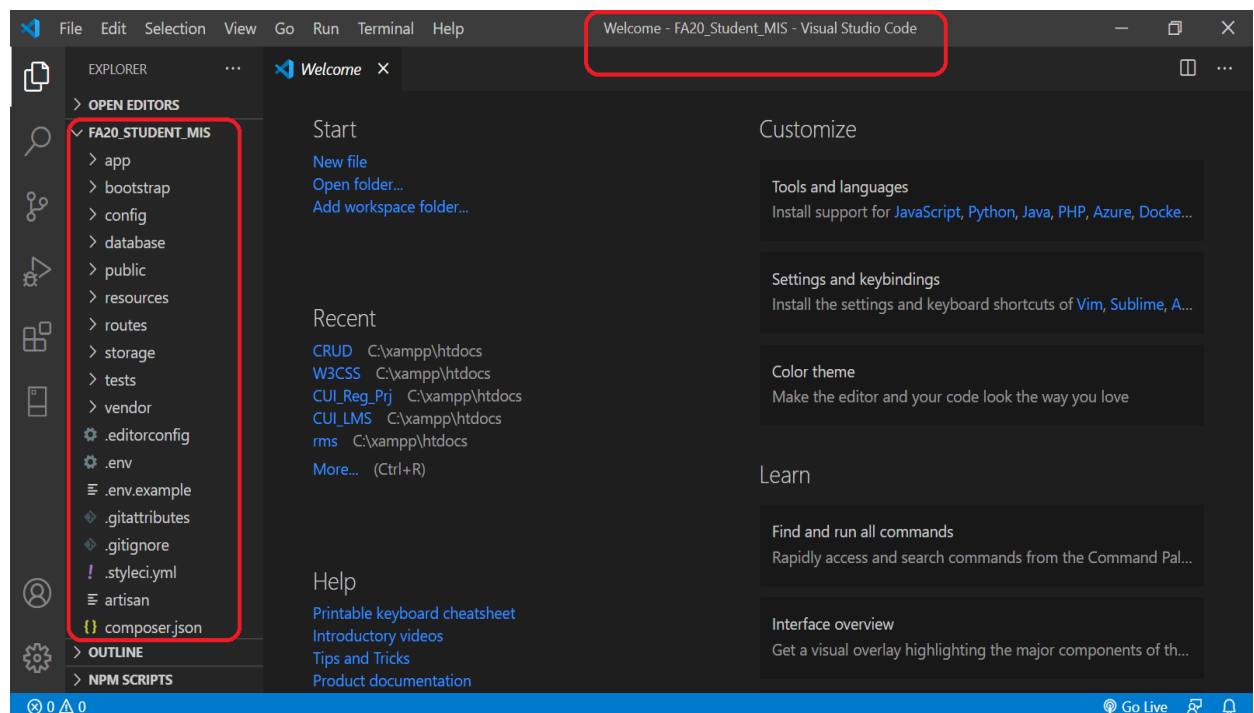 File Edit Selection View Go Run Terminal Help
Welcome - FA20_Student_MIS - Visual Studio Code
EXPLORER
Welcome
OPEN EDITORS
FA20_STUDENT_MIS
app
bootstrap
config
database
public
resources
routes
storage
tests
vendor
.editorconfig
.env
.env.example
.gitattributes
.gitignore
.styleci.yml
artisan
composer.json
OUTLINE
NPM SCRIPTS
Start
New file
Open folder...
Add workspace folder...
Recent
CRUD C:\xampp\htdocs
W3CSS C:\xampp\htdocs
CUI_Reg_Prj C:\xampp\htdocs
CUI_LMS C:\xampp\htdocs
rms C:\xampp\htdocs
More... (Ctrl+R)
Help
Printable keyboard cheatsheet
Introductory videos
Tips and Tricks
Product documentation
Customize
Tools and languages
Install support for JavaScript, Python, Java, PHP, Azure, Docke...
Settings and keybindings
Install the settings and keyboard shortcuts of Vim, Sublime, A...
Color theme
Make the editor and your code look the way you love
Learn
Find and run all commands
Rapidly access and search commands from the Command Pal...
Interface overview
Get a visual overlay highlighting the major components of th...
0 0
Go Live